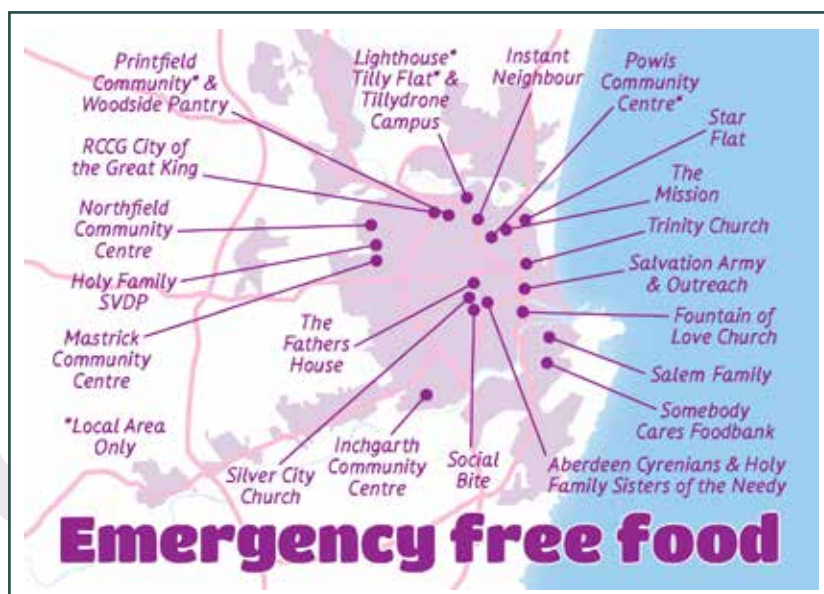 Printfield
Community* &
Woodside Pantry
Lighthouse*
Tilly Flat* &
Tillydrone
Campus
Instant
Neighbour
Powis
Community
Centre*
Star
Flat
RCCG City of
the Great King
The
Mission
Northfield
Community
Centre
Trinity Church
Holy Family
SVDP
Salvation Army
& Outreach
Mastrick
Community
Centre
The
Fathers
House
Fountain of
Love Church
Salem Family
*Local Area
Only
Silver City
Church
Inchgarth
Community
Centre
Social
Bite
Somebody
Cares Foodbank
Aberdeen Cyrenians & Holy
Family Sisters of the Needy
Emergency free food